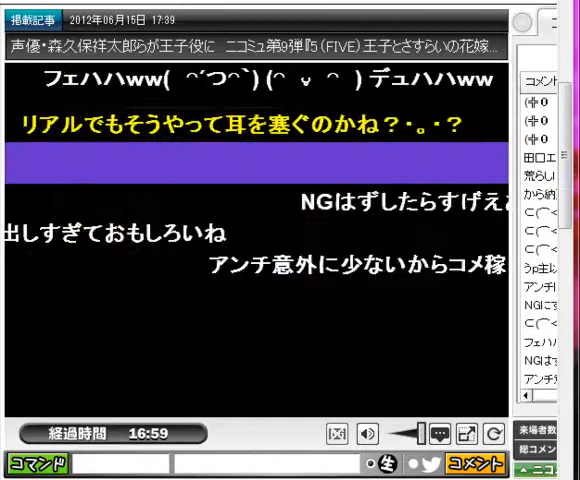 掲載記事 2012年06月15日 17:39
声優・森久保祥太郎らが王子役に ニコミュ第9弾『5(FIVE)王子とさすらいの花嫁...
フェハハww( ^´つ^`)(^ ᵥ ^ )デュハハww
リアルでもそうやって耳を塞ぐのかね？・。・？
NGはずしたらすげえ
出しすぎておもしろいね
アンチ意外に少ないからコメ稼
コメント
(╬0
(╬0
(╬0
田口エ
荒らし
から納
⊂(⌒<
⊂(⌒<
⊂(⌒<
うp主
アンチ
NGにす
⊂(⌒<
フェハ
NGはず
アンチ
経過時間 16:59
来場者数
総コメン
ニコ
コマンド
生
コメント